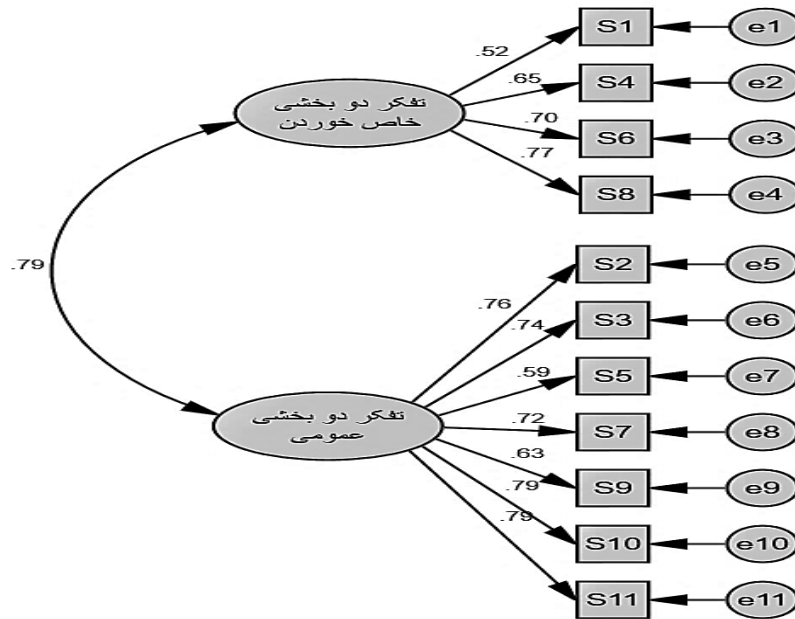 S1
e1
.52
تفکر دو بخشی
خاص خوردن
.65
S4
e2
.70
S6
e3
.77
S8
e4
.79
S2
e5
.76
S3
e6
.74
S5
e7
.59
تفکر دو بخشی
عمومی
.72
S7
e8
.63
S9
e9
.79
S10
e10
.79
S11
e11